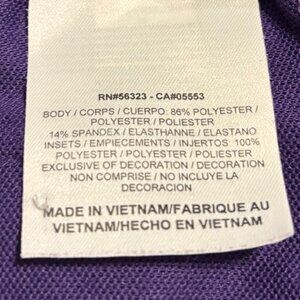 RN#56323 - CA#05553
BODY / CORPS / CUERPO: 86% POLYESTER /
POLYESTER / POLIESTER
14% SPANDEX / ELASTHANNE / ELASTANO
INSETS / EMPIECEMENTS / INJERTOS: 100%
POLYESTER / POLYESTER / POLIESTER
EXCLUSIVE OF DECORATION / DECORATION
NON COMPRISE / NO INCLUYE LA
DECORACION
MADE IN VIETNAM/FABRIQUE AU
VIETNAM/HECHO EN VIETNAM